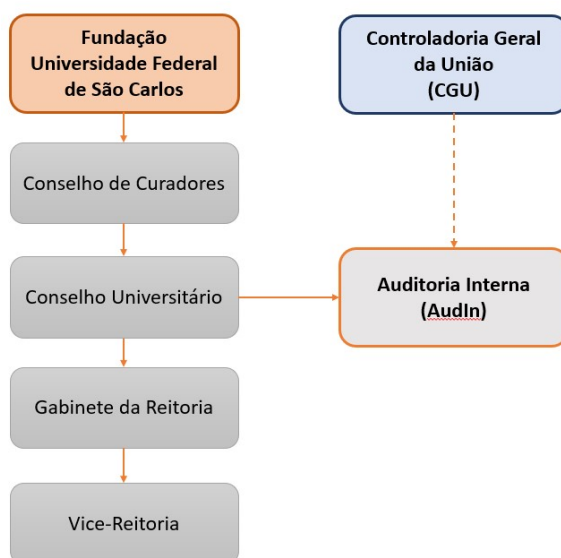 Fundação
Universidade Federal
de São Carlos
Controladoria Geral
da União
(CGU)
Conselho de Curadores
Conselho Universitário
Auditoria Interna
(AudIn)
Gabinete da Reitoria
Vice-Reitoria